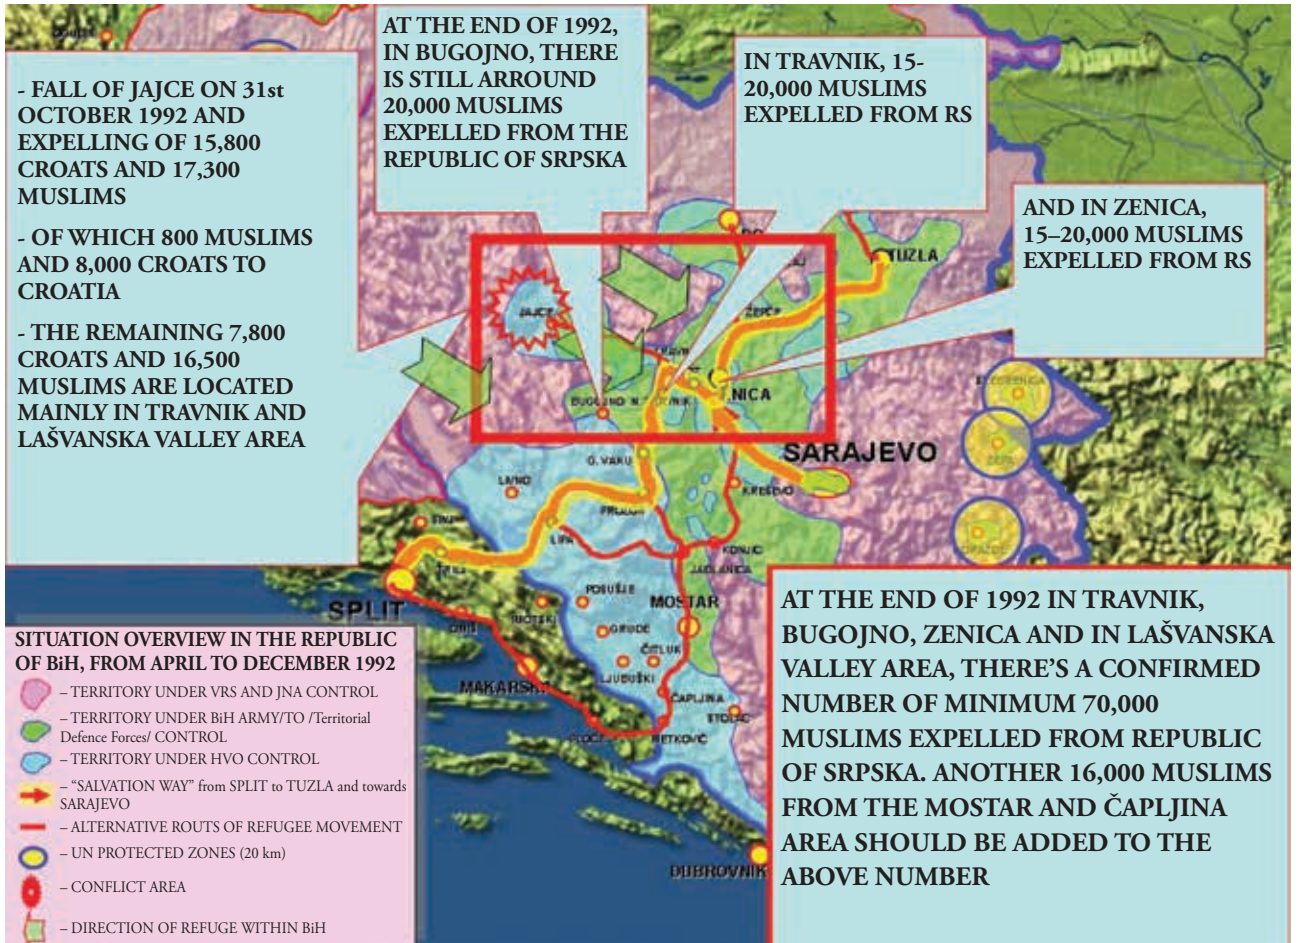 - FALL OF JAJCE ON 31st
OCTOBER 1992 AND
EXPELLING OF 15,800
CROATS AND 17,300
MUSLIMS
- OF WHICH 800 MUSLIMS
AND 8,000 CROATS TO
CROATIA
- THE REMAINING 7,800
CROATS AND 16,500
MUSLIMS ARE LOCATED
MAINLY IN TRAVNIK AND
LAŠVANSKA VALLEY AREA
AT THE END OF 1992,
IN BUGOJNO, THERE
IS STILL ARROUND
20,000 MUSLIMS
EXPELLED FROM THE
REPUBLIC OF SRPSKA
IN TRAVNIK, 15-
20,000 MUSLIMS
EXPELLED FROM RS
AND IN ZENICA,
15–20,000 MUSLIMS
EXPELLED FROM RS
TUZLA
JAJCE
ŽEPČE
BUGOJNO
NICA
SARAJEVO
G. VAKU
LIVNO
KREŠEVO
LIPA
KONJIC
JABLANICA
POSUŠJE
MOSTAR
SPLIT
GRUDE
ČITLUK
LJUBUŠKI
MAKARSK
ČAPLJINA
STOLAC
METKOVIČ
DUBROVNIK
SITUATION OVERVIEW IN THE REPUBLIC
OF BiH, FROM APRIL TO DECEMBER 1992
– TERRITORY UNDER VRS AND JNA CONTROL
– TERRITORY UNDER BiH ARMY/TO /Territorial
Defence Forces/ CONTROL
– TERRITORY UNDER HVO CONTROL
– “SALVATION WAY” from SPLIT to TUZLA and towards
SARAJEVO
– ALTERNATIVE ROUTS OF REFUGEE MOVEMENT
– UN PROTECTED ZONES (20 km)
– CONFLICT AREA
– DIRECTION OF REFUGE WITHIN BiH
AT THE END OF 1992 IN TRAVNIK,
BUGOJNO, ZENICA AND IN LAŠVANSKA
VALLEY AREA, THERE’S A CONFIRMED
NUMBER OF MINIMUM 70,000
MUSLIMS EXPELLED FROM REPUBLIC
OF SRPSKA. ANOTHER 16,000 MUSLIMS
FROM THE MOSTAR AND ČAPLJINA
AREA SHOULD BE ADDED TO THE
ABOVE NUMBER